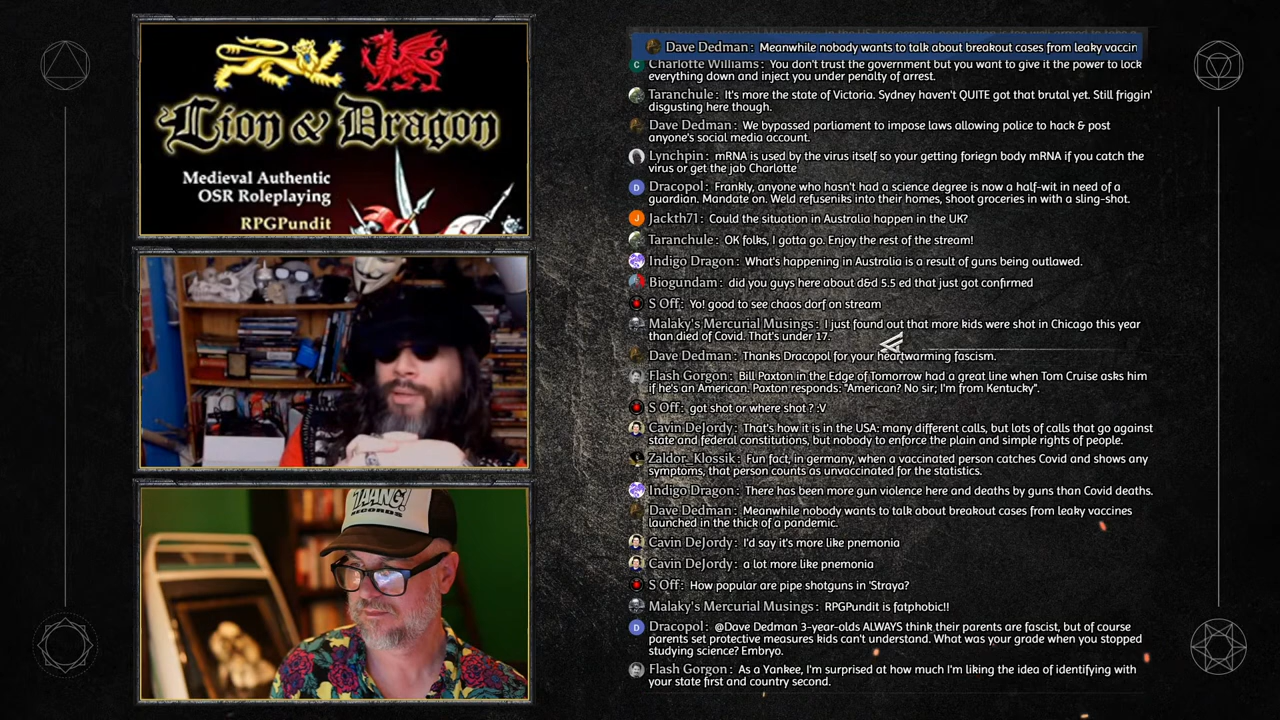 Lion & Dragon
Medieval Authentic
OSR Roleplaying
RPGPundit
TAANG!
RECORDS
Dave Dedman: Meanwhile nobody wants to talk about breakout cases from leaky vaccin
Charlotte Williams: You don't trust the government but you want to give it the power to lock
everything down and inject you under penalty of arrest.
Taranchule: It's more the state of Victoria. Sydney haven't QUITE got that brutal yet. Still friggin'
disgusting here though.
Dave Dedman: We bypassed parliament to impose laws allowing police to hack & post
anyone's social media account.
Lynchpin: mRNA is used by the virus itself so your getting foriegn body mRNA if you catch the
virus or get the jab Charlotte
Dracopol: Frankly, anyone who hasn't had a science degree is now a half-wit in need of a
guardian. Mandate on. Weld refuseniks into their homes, shoot groceries in with a sling-shot.
Jackth71: Could the situation in Australia happen in the UK?
Taranchule: OK folks, I gotta go. Enjoy the rest of the stream!
Indigo Dragon: What's happening in Australia is a result of guns being outlawed.
Biogundam: did you guys here about d&d 5.5 ed that just got confirmed
S Off: Yo! good to see chaos dorf on stream
Malaky's Mercurial Musings: I just found out that more kids were shot in Chicago this year
than died of Covid. That's under 17.
Dave Dedman: Thanks Dracopol for your heartwarming fascism.
Flash Gorgon: Bill Paxton in the Edge of Tomorrow had a great line when Tom Cruise asks him
if he's an American. Paxton responds: "American? No sir; I'm from Kentucky".
S Off: got shot or where shot ? :V
Cavin DeJordy: That's how it is in the USA: many different calls, but lots of calls that go against
state and federal constitutions, but nobody to enforce the plain and simple rights of people.
Zaldor Klossik: Fun fact, in germany, when a vaccinated person catches Covid and shows any
symptoms, that person counts as unvaccinated for the statistics.
Indigo Dragon: There has been more gun violence here and deaths by guns than Covid deaths.
Dave Dedman: Meanwhile nobody wants to talk about breakout cases from leaky vaccines
launched in the thick of a pandemic.
Cavin DeJordy: I'd say it's more like pnemonia
Cavin DeJordy: a lot more like pnemonia
S Off: How popular are pipe shotguns in 'Straya?
Malaky's Mercurial Musings: RPGPundit is fatphobic!!
Dracopol: @Dave Dedman 3-year-olds ALWAYS think their parents are fascist, but of course
parents set protective measures kids can't understand. What was your grade when you stopped
studying science? Embryo.
Flash Gorgon: As a Yankee, I'm surprised at how much I'm liking the idea of identifying with
your state first and country second.